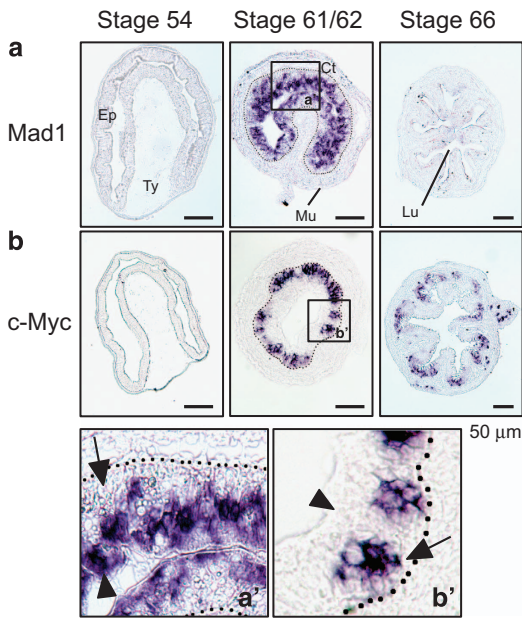 Stage 54 Stage 61/62 Stage 66
a
Mad1
Ep
Ty
Ct
a
Mu
Lu
b
c-Myc
b'
50 μm
a'
b'